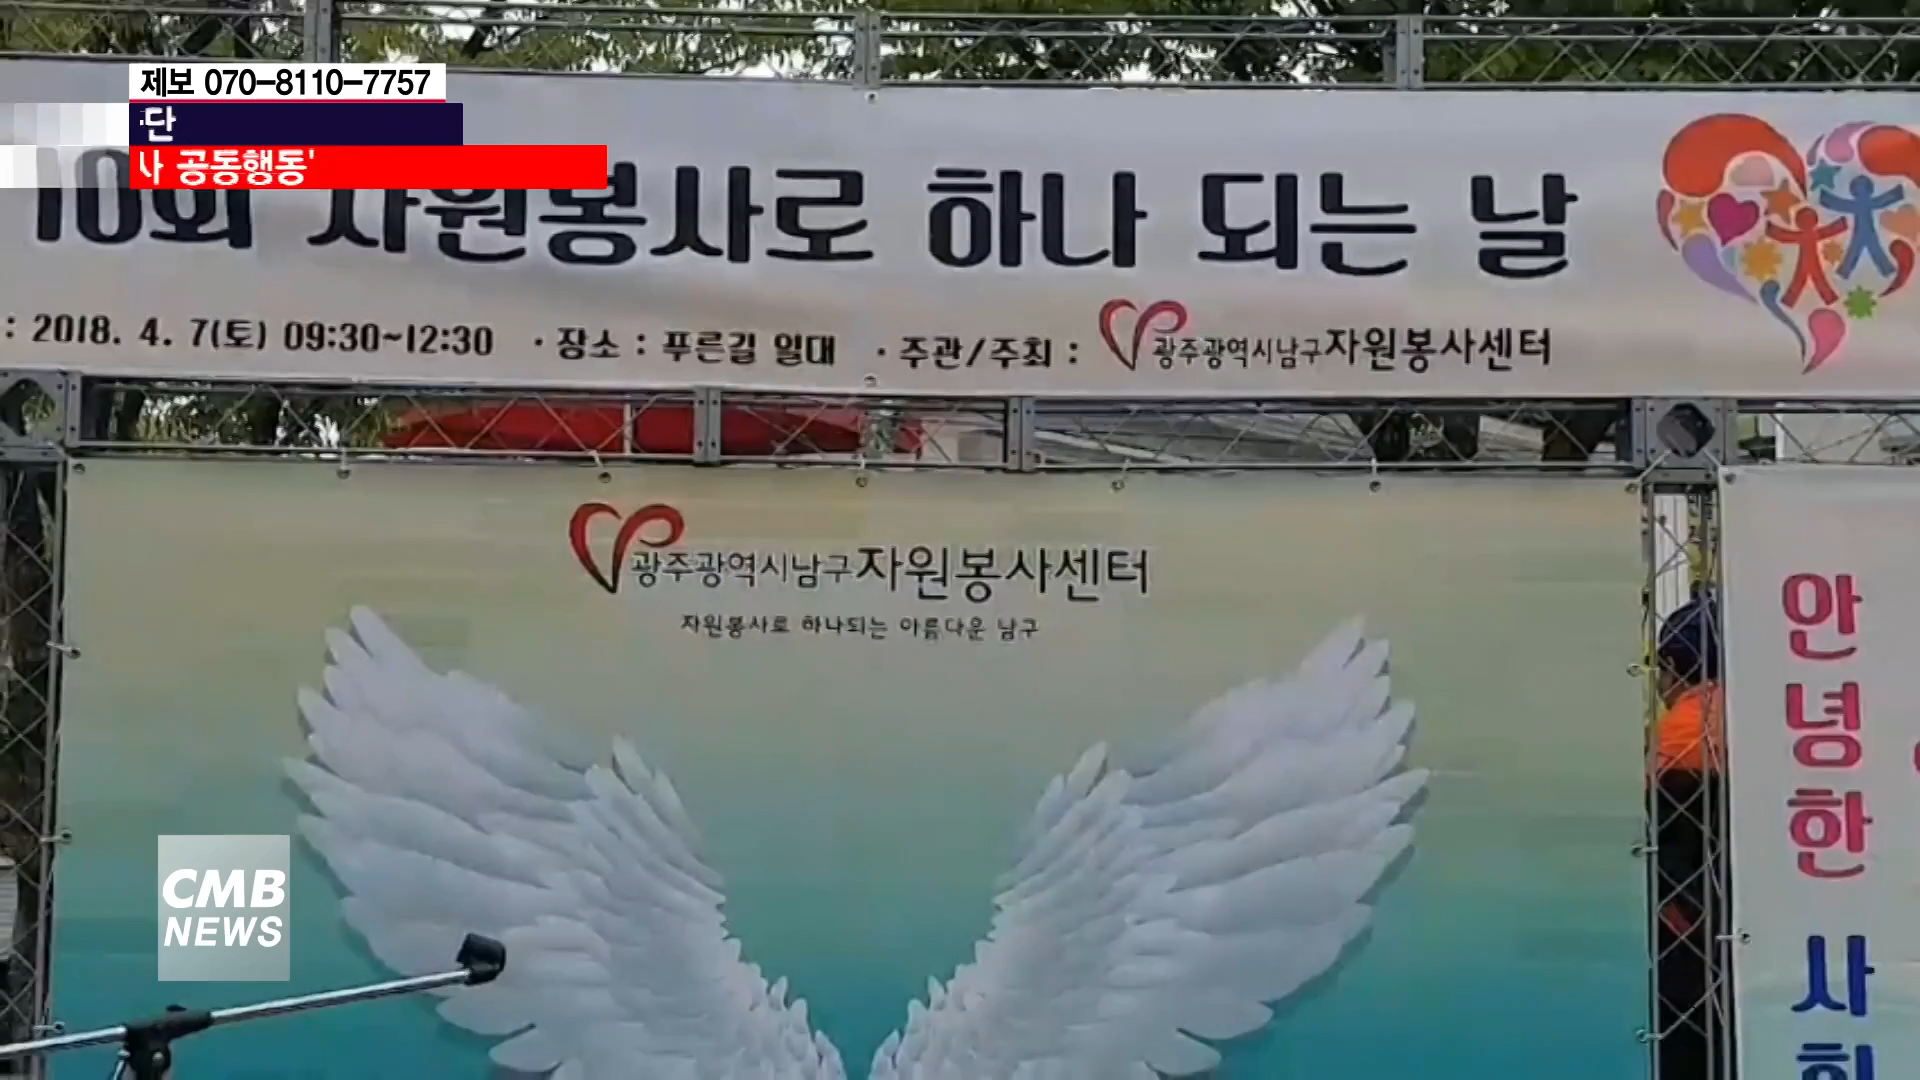 제보 070-8110-7757
단
공동행동'
10회 자원봉사로 하나 되는 날
: 2018. 4. 7(토) 09:30~12:30 ·장소 : 푸른길 일대 ·주관/주최 : 광주광역시남구자원봉사센터
광주광역시남구자원봉사센터
자원봉사로 하나되는 아름다운 남구
안녕한
사
CMB
NEWS